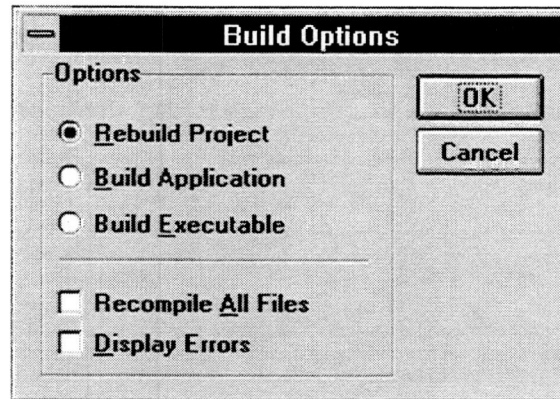 Build Options
Options
Rebuild Project
Build Application
Build Executable
Recompile All Files
Display Errors
OK
Cancel